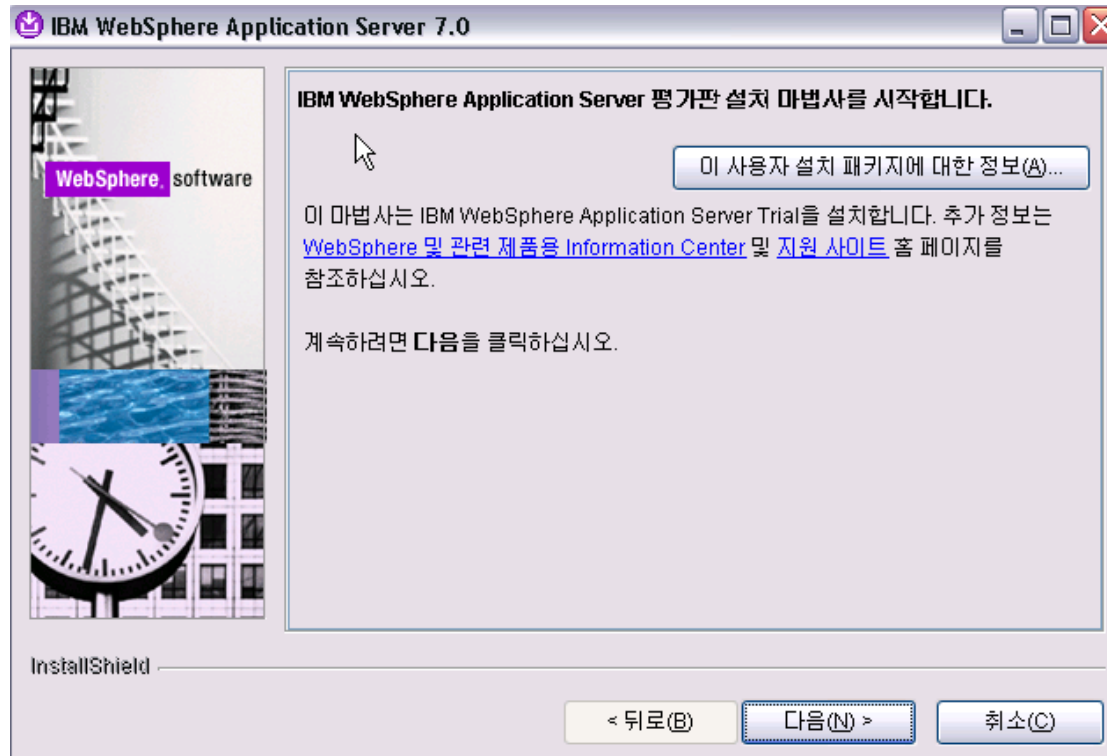 IBM WebSphere Application Server 7.0
WebSphere. software
IBM WebSphere Application Server 평가판 설치 마법사를 시작합니다.
이 사용자 설치 패키지에 대한 정보(A)...
이 마법사는 IBM WebSphere Application Server Trial을 설치합니다. 추가 정보는
WebSphere 및 관련 제품용 Information Center 및 지원 사이트 홈 페이지를
참조하십시오.
계속하려면 다음을 클릭하십시오.
InstallShield
< 뒤로(B)
다음(N) >
취소(C)